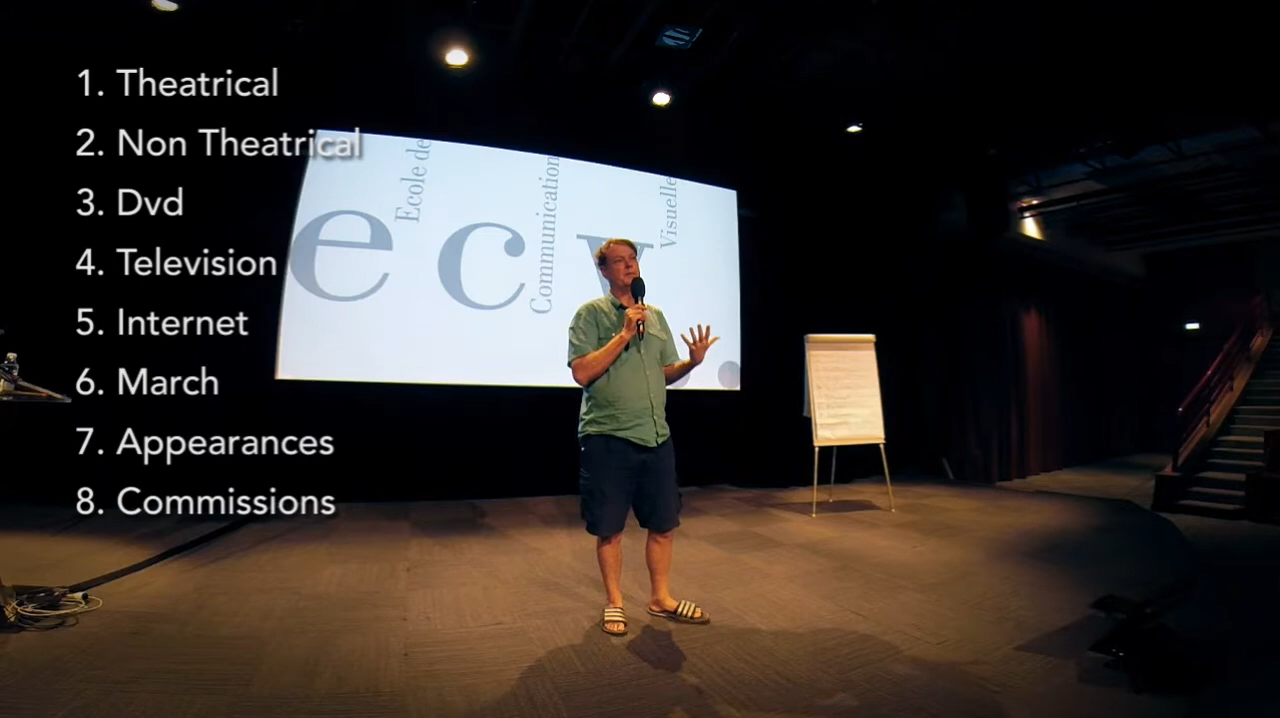 1. Theatrical
2. Non Theatrical
3. Dvd
4. Television
5. Internet
6. March
7. Appearances
8. Commissions
e c v
Ecole de
Communication
Visuelle